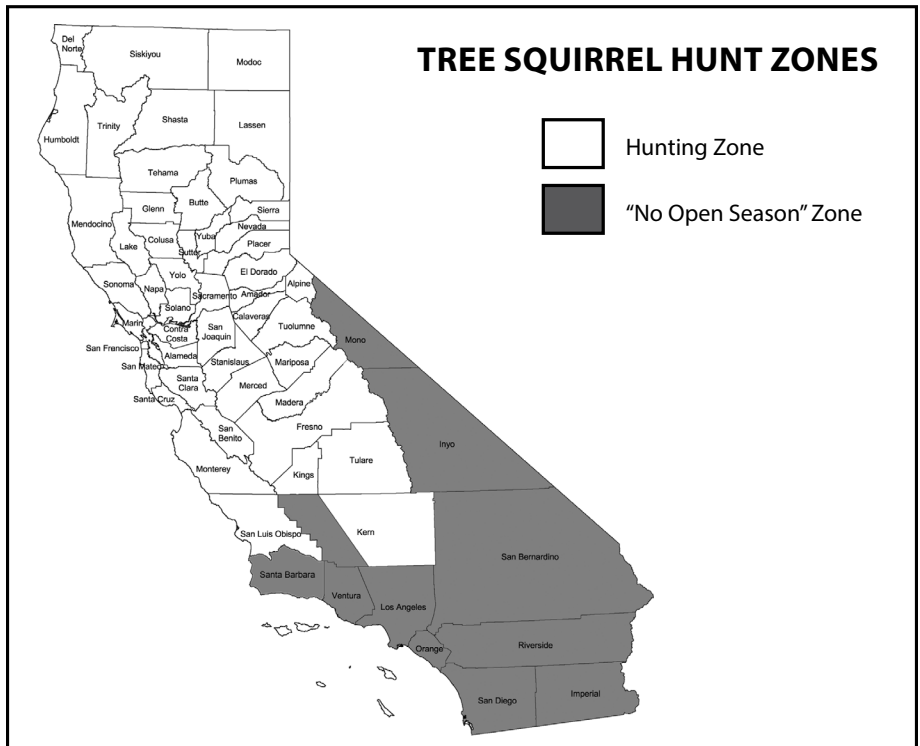 TREE SQUIRREL HUNT ZONES
Hunting Zone
“No Open Season” Zone
Del
Norte
Siskiyou
Modoc
Humboldt
Trinity
Shasta
Lassen
Tehama
Plumas
Mendocino
Glenn
Butte
Sierra
Lake
Colusa
Sutter
Yuba
Nevada
Placer
Sonoma
Napa
Yolo
El Dorado
Alpine
Sacramento
Amador
Solano
Marin
Calaveras
Contra
Costa
San
Joaquin
Tuolumne
San Francisco
Alameda
Mono
San Mateo
Stanislaus
Mariposa
Santa
Clara
Merced
Santa Cruz
Madera
San
Benito
Fresno
Inyo
Monterey
Kings
Tulare
San Luis Obispo
Kern
San Bernardino
Santa Barbara
Ventura
Los Angeles
Orange
Riverside
San Diego
Imperial